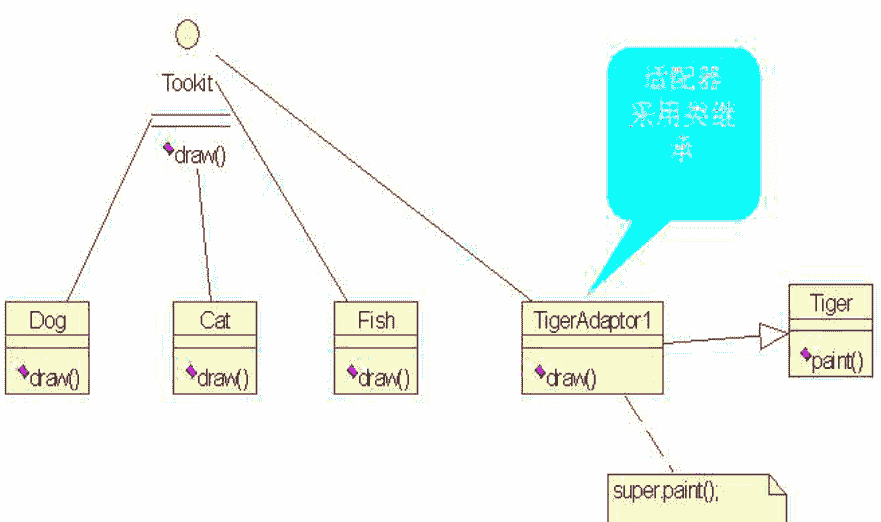 Tookit
draw()
适配器
采用类继
承
Dog
draw()
Cat
draw()
Fish
draw()
TigerAdaptor1
draw()
Tiger
paint()
super.paint();